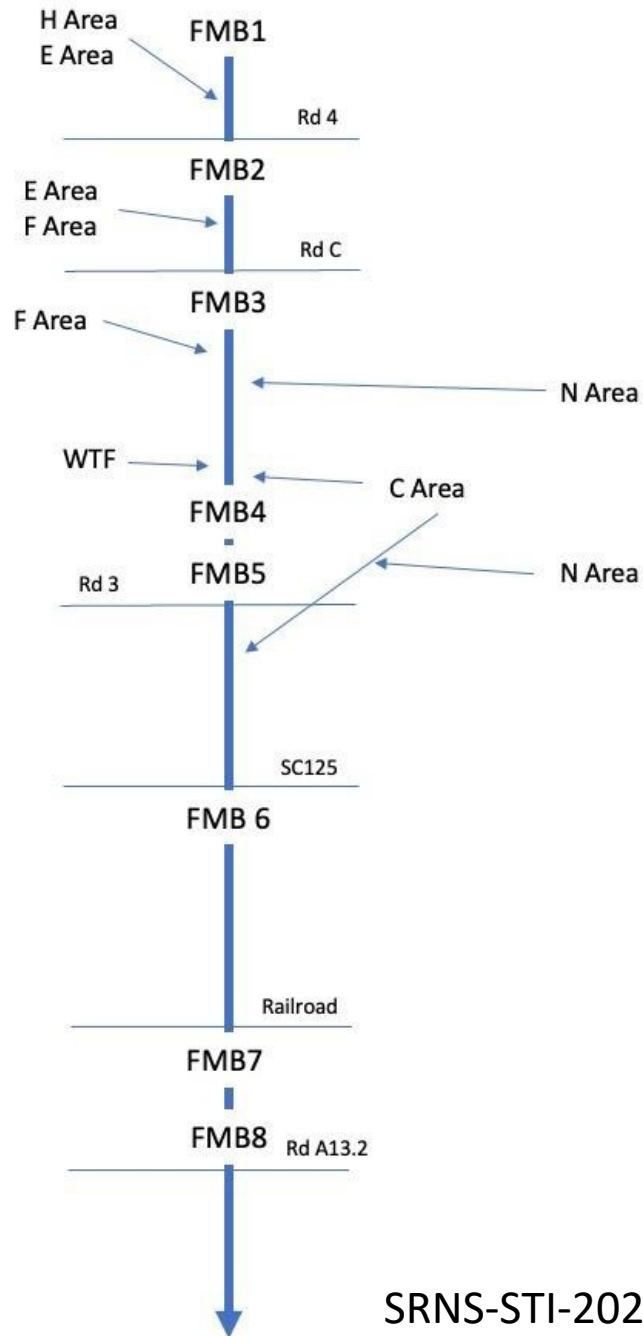 H Area
E Area
FMB1
Rd 4
FMB2
E Area
F Area
Rd C
FMB3
F Area
N Area
WTF
C Area
FMB4
FMB5
Rd 3
N Area
SC125
FMB 6
Railroad
FMB7
FMB8
Rd A13.2
SRNS-STI-202